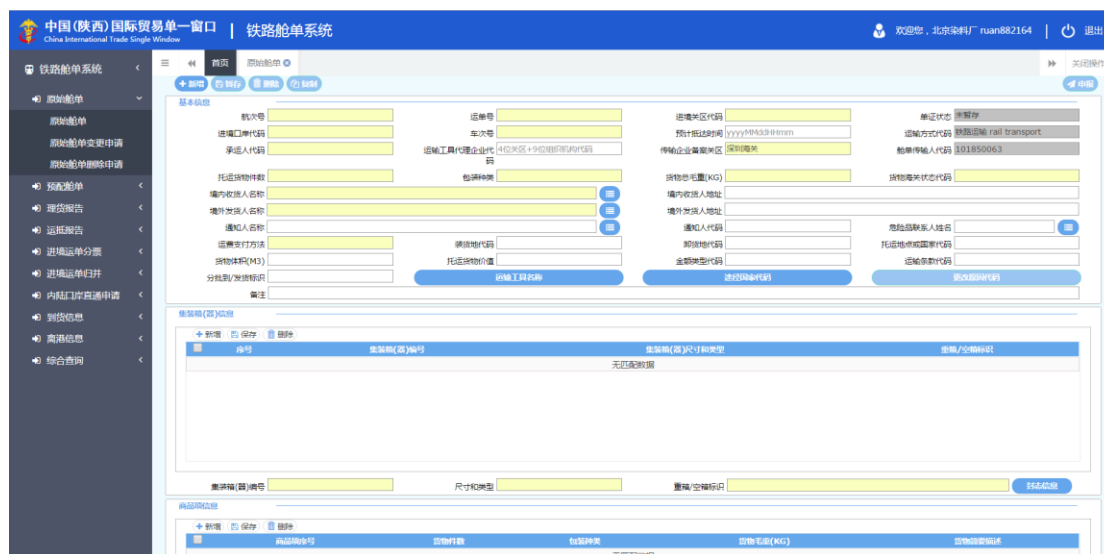 中国(陕西)国际贸易单一窗口 | 铁路舱单系统 欢迎您，北京染料厂 ruan882164 | 退出
China International Trade Single Window
铁路舱单系统 首页 原始舱单 关闭操作
新增 暂存 删除 复制 申报
原始舱单
原始舱单
原始舱单变更申请
原始舱单删除申请
预配舱单
理货报告
运抵报告
进境运单分票
进境运单归并
内陆口岸直通申请
到货信息
离港信息
综合查询
基本信息
航次号 运单号 进境关区代码 单证状态 未暂存
进境口岸代码 车次号 预计抵达时间 yyyyMMddHHmm 运输方式代码 铁路运输 rail transport
承运人代码 运输工具代理企业代码 4位关区+9位组织机构代码 传输企业备案关区 深圳海关 舱单传输人代码 101850063
托运货物件数 包装种类 货物总毛重(KG) 货物海关状态代码
境内收货人名称 境内收货人地址
境外发货人名称 境外发货人地址
通知人名称 通知人代码 危险品联系人姓名
运费支付方法 装货地代码 卸货地代码 托运地点或国家代码
货物体积(M3) 托运货物价值 金额类型代码 运输条款代码
分批到/发货标识 运输工具名称 途经国家代码 更改原因代码
备注
集装箱(器)信息
新增 保存 删除
序号 集装箱(器)编号 集装箱(器)尺寸和类型 重箱/空箱标识
无匹配数据
集装箱(器)编号 尺寸和类型 重箱/空箱标识 封志信息
商品项信息
新增 保存 删除
商品项序号 货物件数 包装种类 货物毛重(KG) 货物简要描述